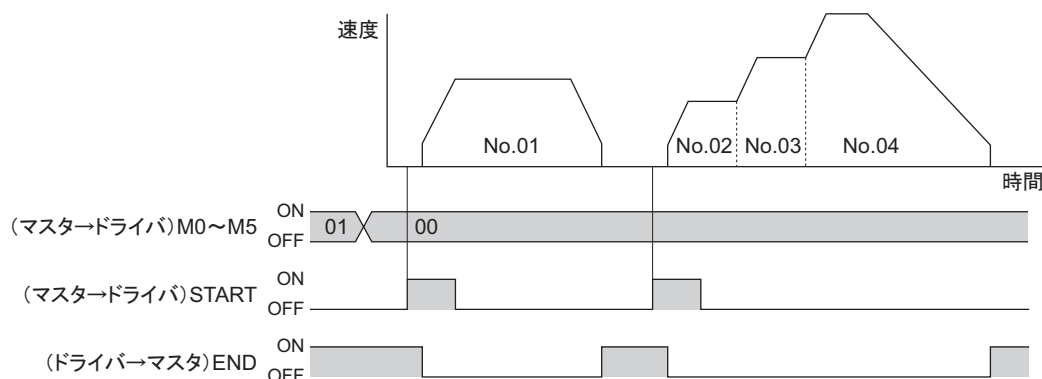 速度
No.01
No.02
No.03
No.04
時間
(マスタ→ドライバ)M0～M5
ON
OFF
01
00
(マスタ→ドライバ)START
ON
OFF
(ドライバ→マスタ)END
ON
OFF